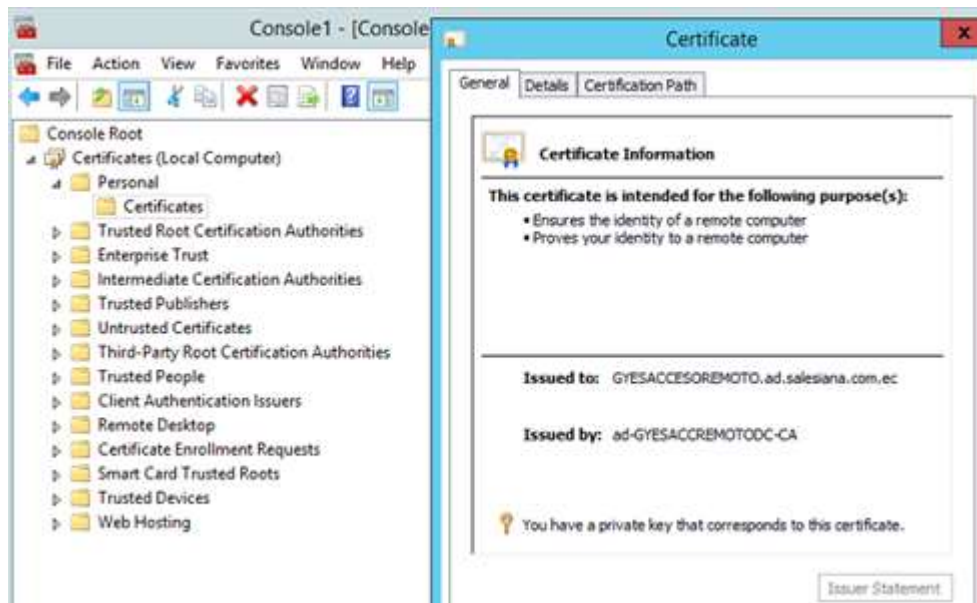 Console1 - [Console
File Action View Favorites Window Help
Console Root
Certificates (Local Computer)
Personal
Certificates
Trusted Root Certification Authorities
Enterprise Trust
Intermediate Certification Authorities
Trusted Publishers
Untrusted Certificates
Third-Party Root Certification Authorities
Trusted People
Client Authentication Issuers
Remote Desktop
Certificate Enrollment Requests
Smart Card Trusted Roots
Trusted Devices
Web Hosting
Certificate
General Details Certification Path
Certificate Information
This certificate is intended for the following purpose(s):
• Ensures the identity of a remote computer
• Proves your identity to a remote computer
Issued to: GYESACCESOREMOTO.ad.salesiana.com.ec
Issued by: ad-GYESACCREMOTODC-CA
You have a private key that corresponds to this certificate.
Issuer Statement